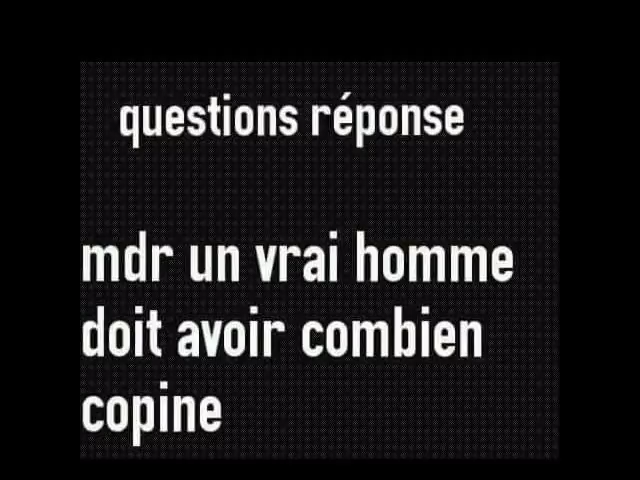 questions réponse
mdr un vrai homme
doit avoir combien
copine